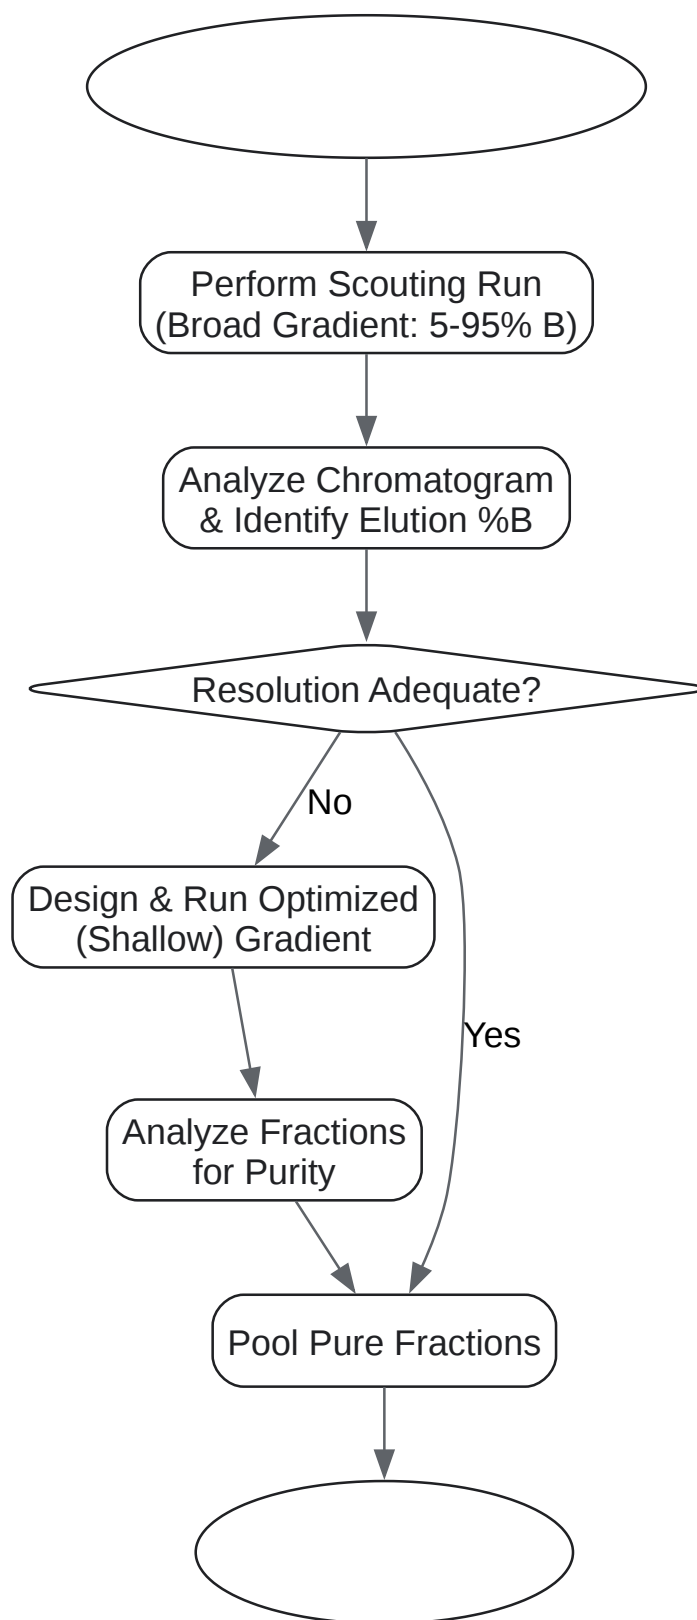 Perform Scouting Run
(Broad Gradient: 5-95% B)
Analyze Chromatogram
& Identify Elution %B
Resolution Adequate?
No
Design & Run Optimized
(Shallow) Gradient
Yes
Analyze Fractions
for Purity
Pool Pure Fractions